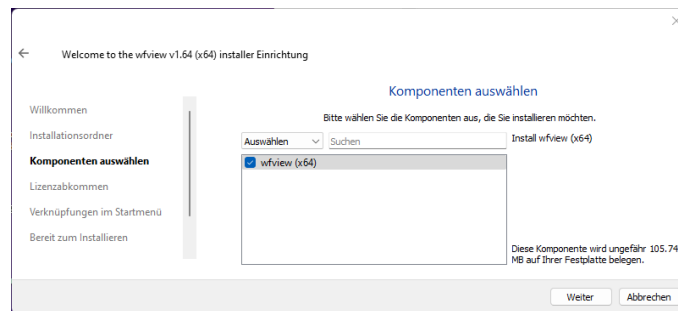 Welcome to the wfview v1.64 (x64) installer Einrichtung
Komponenten auswählen
Willkommen
Installationsordner
Komponenten auswählen
Lizenzabkommen
Verknüpfungen im Startmenü
Bereit zum Installieren
Bitte wählen Sie die Komponenten aus, die Sie installieren möchten.
Auswählen
Suchen
wfview (x64)
Install wfview (x64)
Diese Komponente wird ungefähr 105.74
MB auf Ihrer Festplatte belegen.
Weiter
Abbrechen